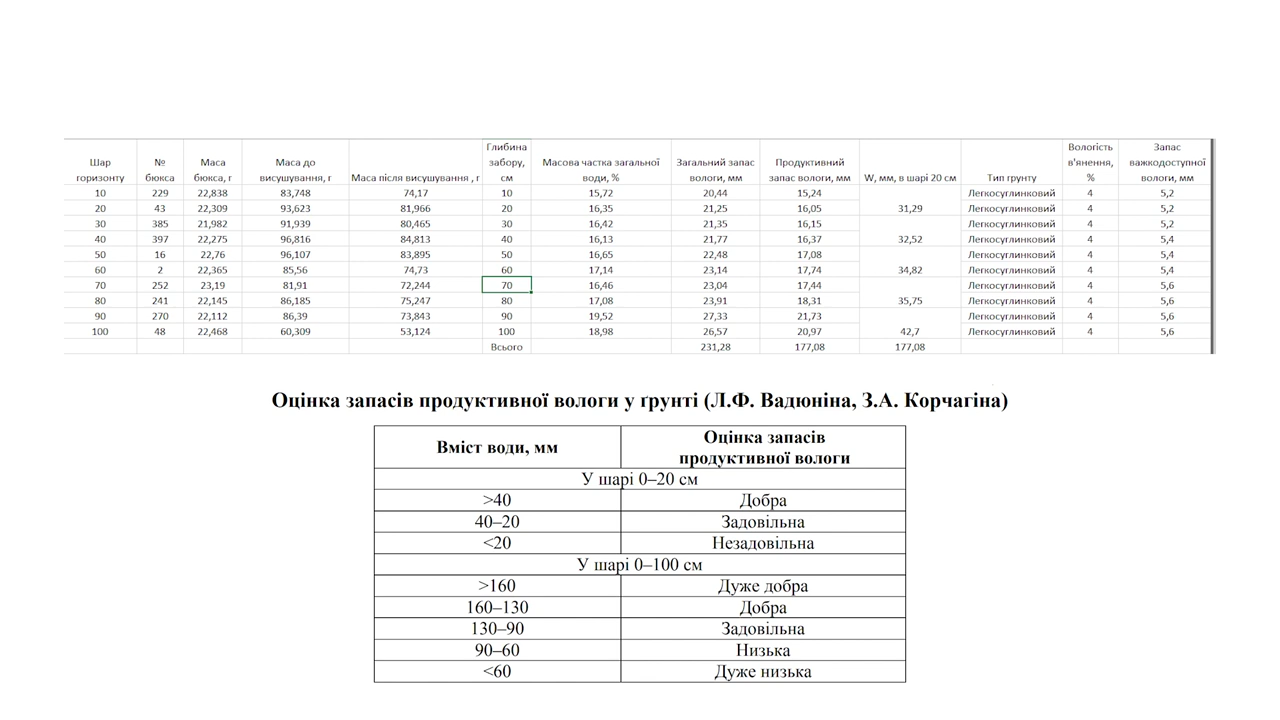 Шар горизонту | № бюкса | Маса бюкса, г | Маса до висушування, г | Маса після висушування , г | Глибина забору, см | Масова частка загальної води, % | Загальний запас вологи, мм | Продуктивний запас вологи, мм | W, мм, в шарі 20 см | Тип грунту | Вологість в'янення, % | Запас важкодоступної вологи, мм
10 | 229 | 22,838 | 83,748 | 74,17 | 10 | 15,72 | 20,44 | 15,24 | | Легкосуглинковий | 4 | 5,2
20 | 43 | 22,309 | 93,623 | 81,966 | 20 | 16,35 | 21,25 | 16,05 | 31,29 | Легкосуглинковий | 4 | 5,2
30 | 385 | 21,982 | 91,939 | 80,465 | 30 | 16,42 | 21,35 | 16,15 | | Легкосуглинковий | 4 | 5,2
40 | 397 | 22,275 | 96,816 | 84,813 | 40 | 16,13 | 21,77 | 16,37 | 32,52 | Легкосуглинковий | 4 | 5,4
50 | 16 | 22,76 | 96,107 | 83,895 | 50 | 16,65 | 22,48 | 17,08 | | Легкосуглинковий | 4 | 5,4
60 | 2 | 22,365 | 85,56 | 74,73 | 60 | 17,14 | 23,14 | 17,74 | 34,82 | Легкосуглинковий | 4 | 5,4
70 | 252 | 23,19 | 81,91 | 72,244 | 70 | 16,46 | 23,04 | 17,44 | | Легкосуглинковий | 4 | 5,6
80 | 241 | 22,145 | 86,185 | 75,247 | 80 | 17,08 | 23,91 | 18,31 | 35,75 | Легкосуглинковий | 4 | 5,6
90 | 270 | 22,112 | 86,39 | 73,843 | 90 | 19,52 | 27,33 | 21,73 | | Легкосуглинковий | 4 | 5,6
100 | 48 | 22,468 | 60,309 | 53,124 | 100 | 18,98 | 26,57 | 20,97 | 42,7 | Легкосуглинковий | 4 | 5,6
Всього | 231,28 | 177,08 | 177,08
Оцінка запасів продуктивної вологи у ґрунті (Л.Ф. Вадюніна, З.А. Корчагіна)
Вміст води, мм | Оцінка запасів продуктивної вологи
У шарі 0–20 см
>40 | Добра
40–20 | Задовільна
<20 | Незадовільна
У шарі 0–100 см
>160 | Дуже добра
160–130 | Добра
130–90 | Задовільна
90–60 | Низька
<60 | Дуже низька